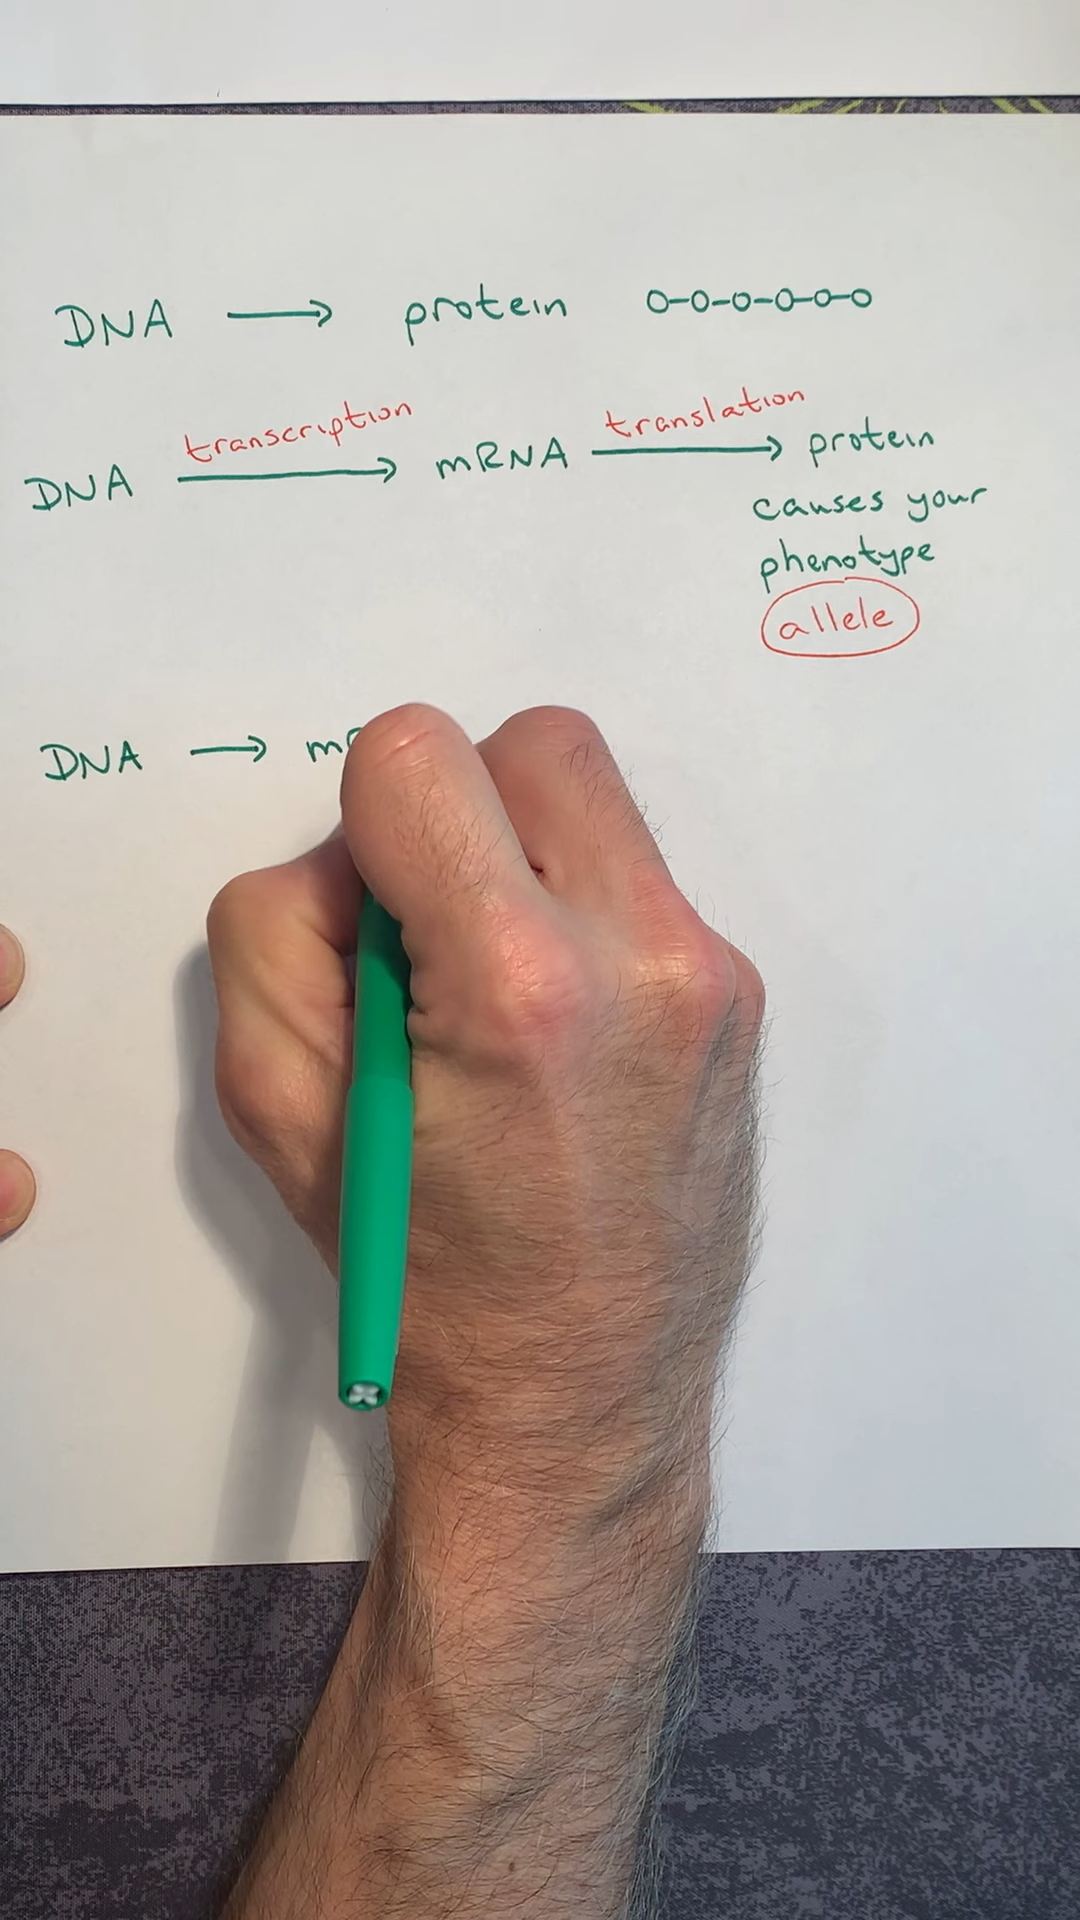 DNA → protein o-o-o-o-o-o
transcription translation
DNA → mRNA → protein
causes your
phenotype
allele
DNA →